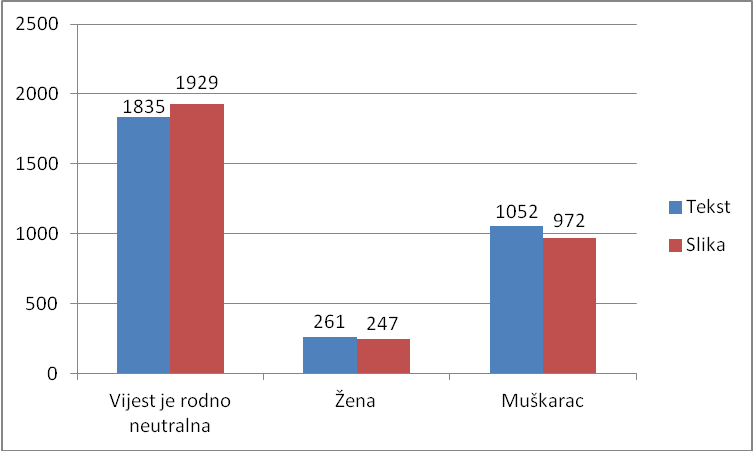 2500
2000
1500
1000
500
0
1835
1929
261
247
1052
972
Vijest je rodno
neutralna
Žena
Muškarac
Tekst
Slika